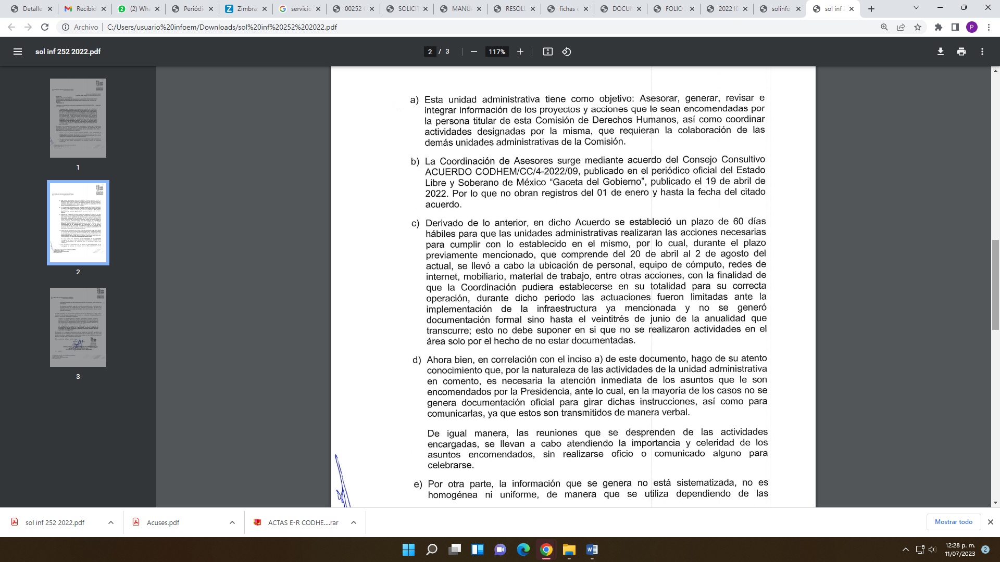 Detalle
Recibid
(2) Wha
Periódi
Zimbra
servicio
00252
SOLICIT
MANU
RESOL
fichas
DOCU
FOLIO
202210
solinfo
sol inf
Archivo
C:/Users/usuario%20infoem/Downloads/sol%20inf%20252%202022.pdf
P
sol inf 252 2022.pdf
2 / 3
117%
1
2
3
a) Esta unidad administrativa tiene como objetivo: Asesorar, generar, revisar e
integrar información de los proyectos y acciones que le sean encomendadas por
la persona titular de esta Comisión de Derechos Humanos, así como coordinar
actividades designadas por la misma, que requieran la colaboración de las
demás unidades administrativas de la Comisión.
b) La Coordinación de Asesores surge mediante acuerdo del Consejo Consultivo
ACUERDO CODHEM/CC/4-2022/09, publicado en el periódico oficial del Estado
Libre y Soberano de México “Gaceta del Gobierno”, publicado el 19 de abril de
2022. Por lo que no obran registros del 01 de enero y hasta la fecha del citado
acuerdo.
c) Derivado de lo anterior, en dicho Acuerdo se estableció un plazo de 60 días
hábiles para que las unidades administrativas realizaran las acciones necesarias
para cumplir con lo establecido en el mismo, por lo cual, durante el plazo
previamente mencionado, que comprende del 20 de abril al 2 de agosto del
actual, se llevó a cabo la ubicación de personal, equipo de cómputo, redes de
internet, mobiliario, material de trabajo, entre otras acciones, con la finalidad de
que la Coordinación pudiera establecerse en su totalidad para su correcta
operación, durante dicho periodo las actuaciones fueron limitadas ante la
implementación de la infraestructura ya mencionada y no se generó
documentación formal sino hasta el veintitrés de junio de la anualidad que
transcurre; esto no debe suponer en si que no se realizaron actividades en el
área solo por el hecho de no estar documentadas.
d) Ahora bien, en correlación con el inciso a) de este documento, hago de su atento
conocimiento que, por la naturaleza de las actividades de la unidad administrativa
en comento, es necesaria la atención inmediata de los asuntos que le son
encomendados por la Presidencia, ante lo cual, en la mayoría de los casos no se
genera documentación oficial para girar dichas instrucciones, así como para
comunicarlas, ya que estos son transmitidos de manera verbal.
De igual manera, las reuniones que se desprenden de las actividades
encargadas, se llevan a cabo atendiendo la importancia y celeridad de los
asuntos encomendados, sin realizarse oficio o comunicado alguno para
celebrarse.
e) Por otra parte, la información que se genera no está sistematizada, no es
homogénea ni uniforme, de manera que se utiliza dependiendo de las
sol inf 252 2022.pdf
Acuses.pdf
ACTAS E-R CODHE....rar
Mostrar todo
12:28 p. m.
11/07/2023
2